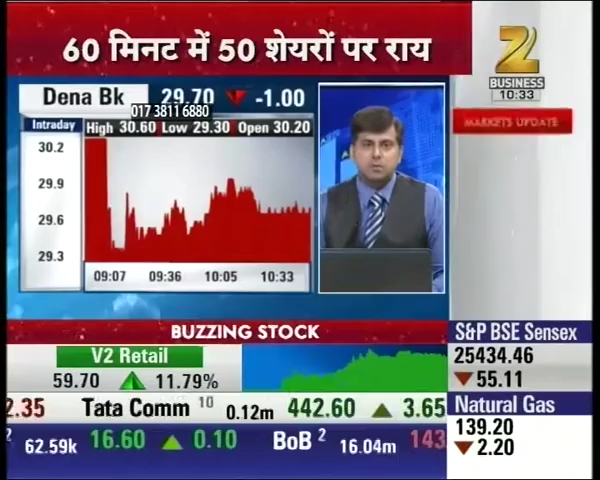 60 मिनट में 50 शेयरों पर राय
Z
BUSINESS
10:33
MARKETS UPDATE
Dena Bk 29.70 -1.00
017 3811 6880
Intraday High 30.60 Low 29.30 Open 30.20
30.2
29.9
29.6
29.3
09:07 09:36 10:05 10:33
BUZZING STOCK
V2 Retail
59.70 11.79%
S&P BSE Sensex
25434.46
55.11
Natural Gas
139.20
2.20
2.35 Tata Comm 10 0.12m 442.60 3.65
2 62.59k 16.60 0.10 BoB 2 16.04m 143